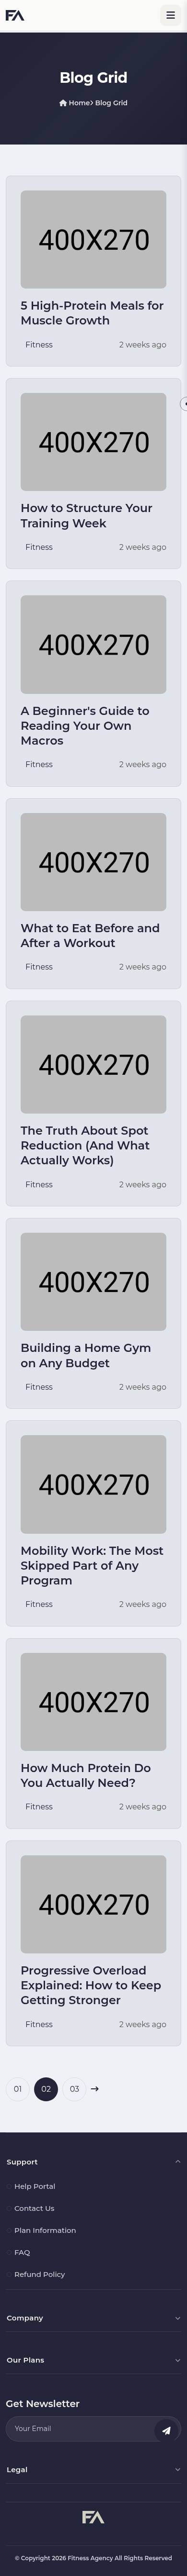 FA
Blog Grid
Home > Blog Grid
400X270
5 High-Protein Meals for
Muscle Growth
Fitness 2 weeks ago
400X270
How to Structure Your
Training Week
Fitness 2 weeks ago
400X270
A Beginner's Guide to
Reading Your Own
Macros
Fitness 2 weeks ago
400X270
What to Eat Before and
After a Workout
Fitness 2 weeks ago
400X270
The Truth About Spot
Reduction (And What
Actually Works)
Fitness 2 weeks ago
400X270
Building a Home Gym
on Any Budget
Fitness 2 weeks ago
400X270
Mobility Work: The Most
Skipped Part of Any
Program
Fitness 2 weeks ago
400X270
How Much Protein Do
You Actually Need?
Fitness 2 weeks ago
400X270
Progressive Overload
Explained: How to Keep
Getting Stronger
Fitness 2 weeks ago
01 02 03 →
Support
Help Portal
Contact Us
Plan Information
FAQ
Refund Policy
Company
Our Plans
Get Newsletter
Your Email
Legal
FA
© Copyright 2026 Fitness Agency All Rights Reserved